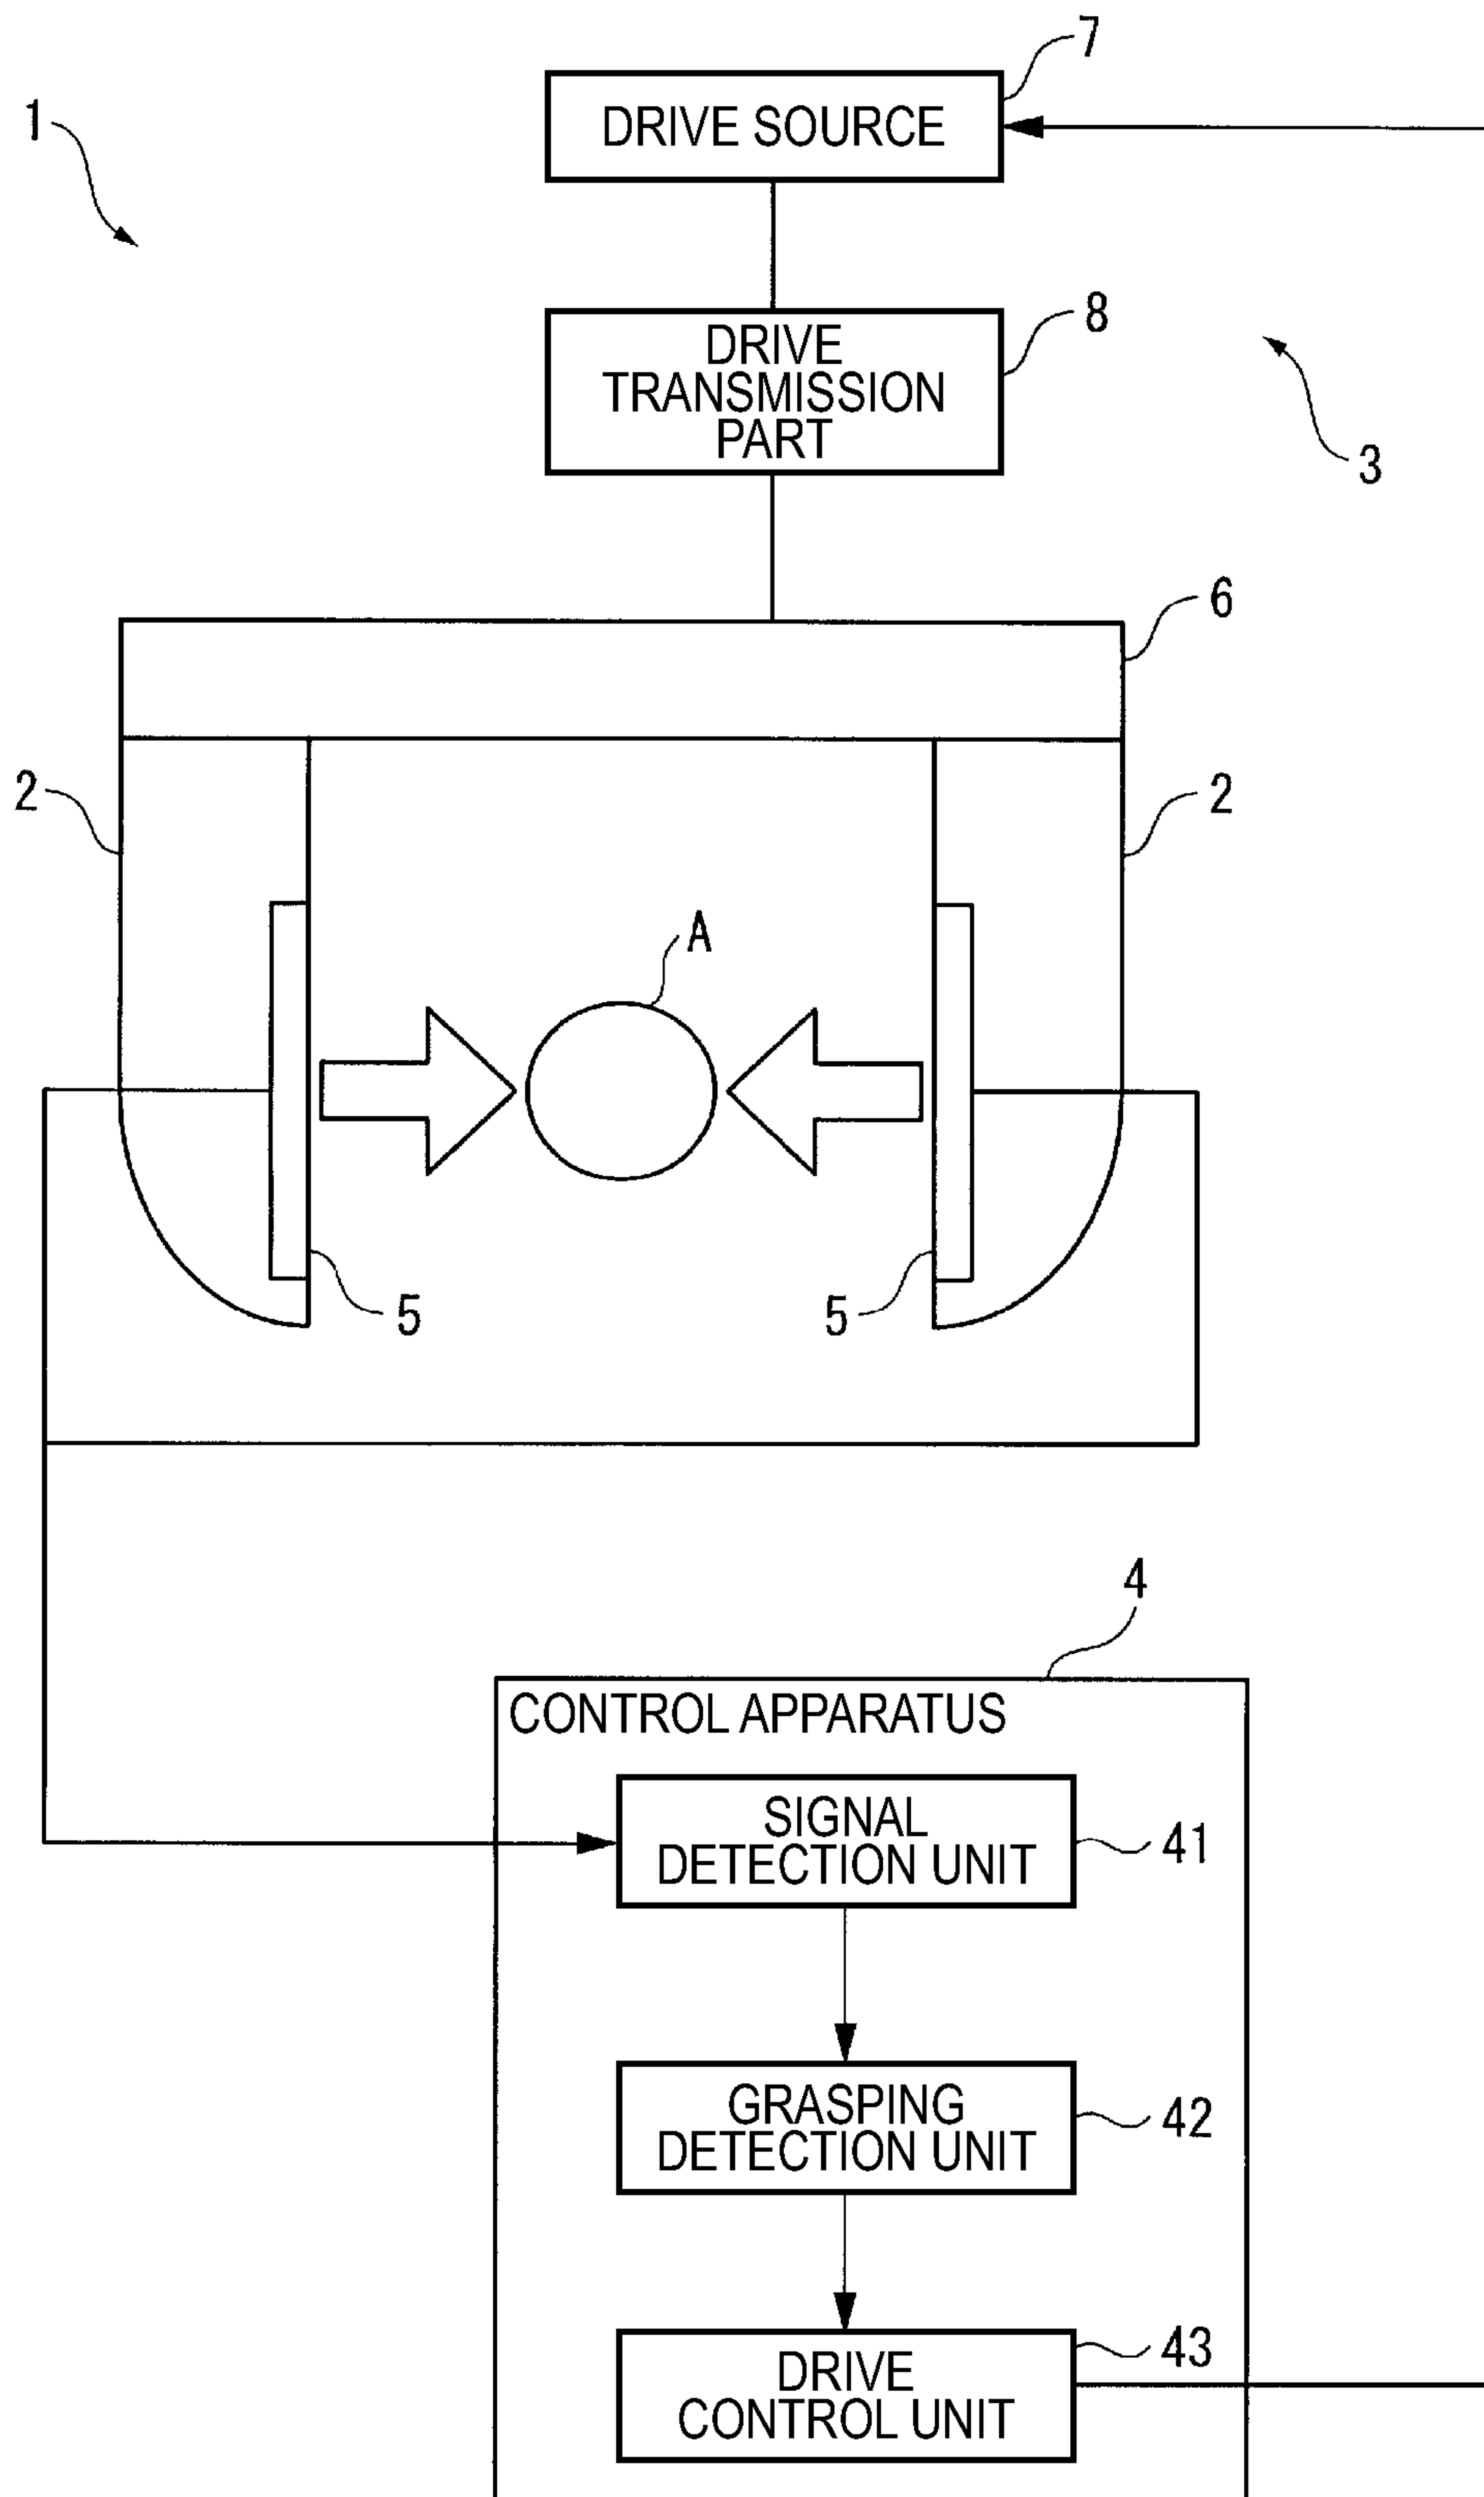 7
DRIVE SOURCE
1
8
DRIVE
TRANSMISSION
PART
3
6
2
2
A
5
5
4
CONTROL APPARATUS
SIGNAL
DETECTION UNIT
41
GRASPING
DETECTION UNIT
42
43
DRIVE
CONTROL UNIT